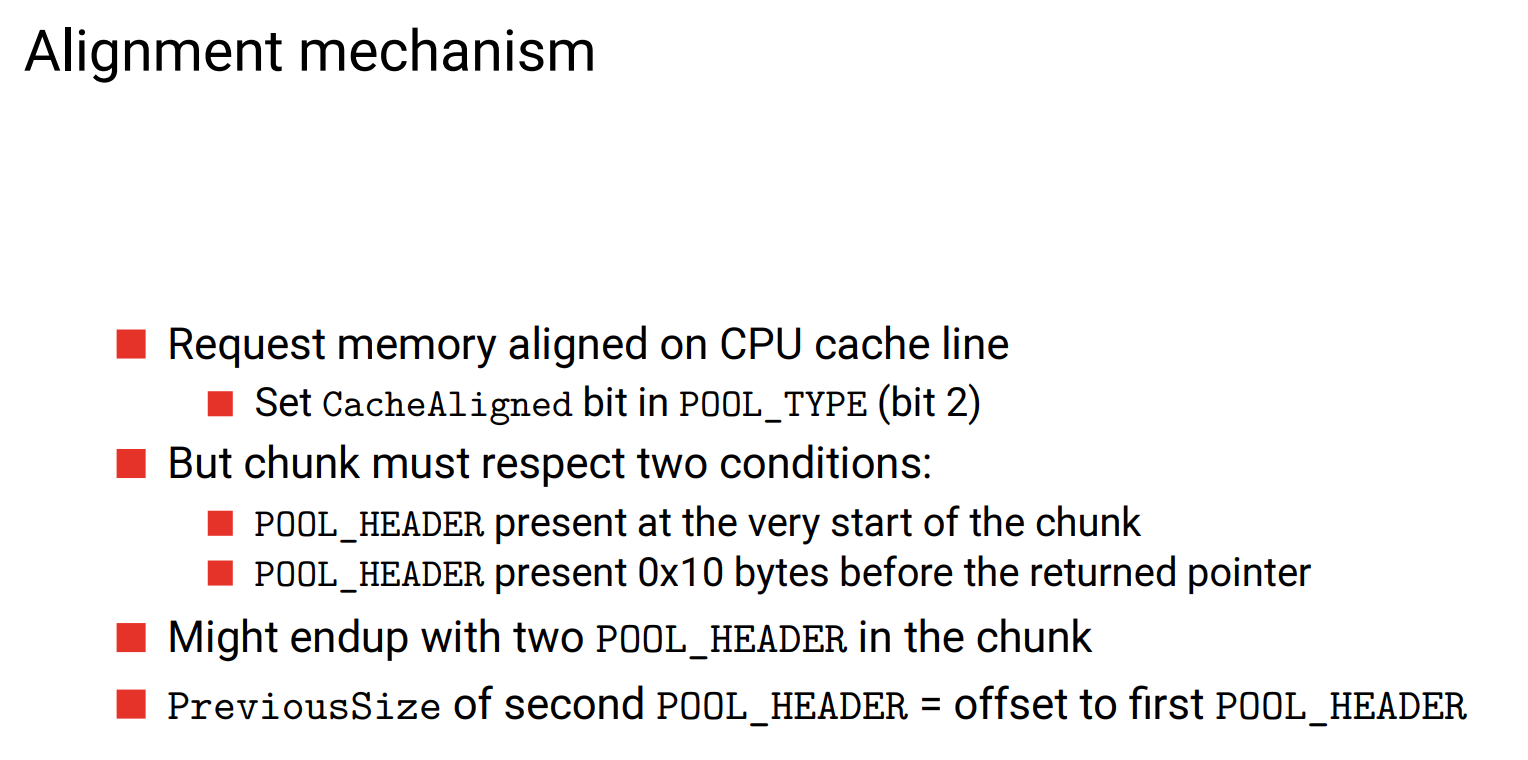 Alignment mechanism
Request memory aligned on CPU cache line
Set CacheAligned bit in POOL_TYPE (bit 2)
But chunk must respect two conditions:
POOL_HEADER present at the very start of the chunk
POOL_HEADER present 0x10 bytes before the returned pointer
Might endup with two POOL_HEADER in the chunk
PreviousSize of second POOL_HEADER = offset to first POOL_HEADER